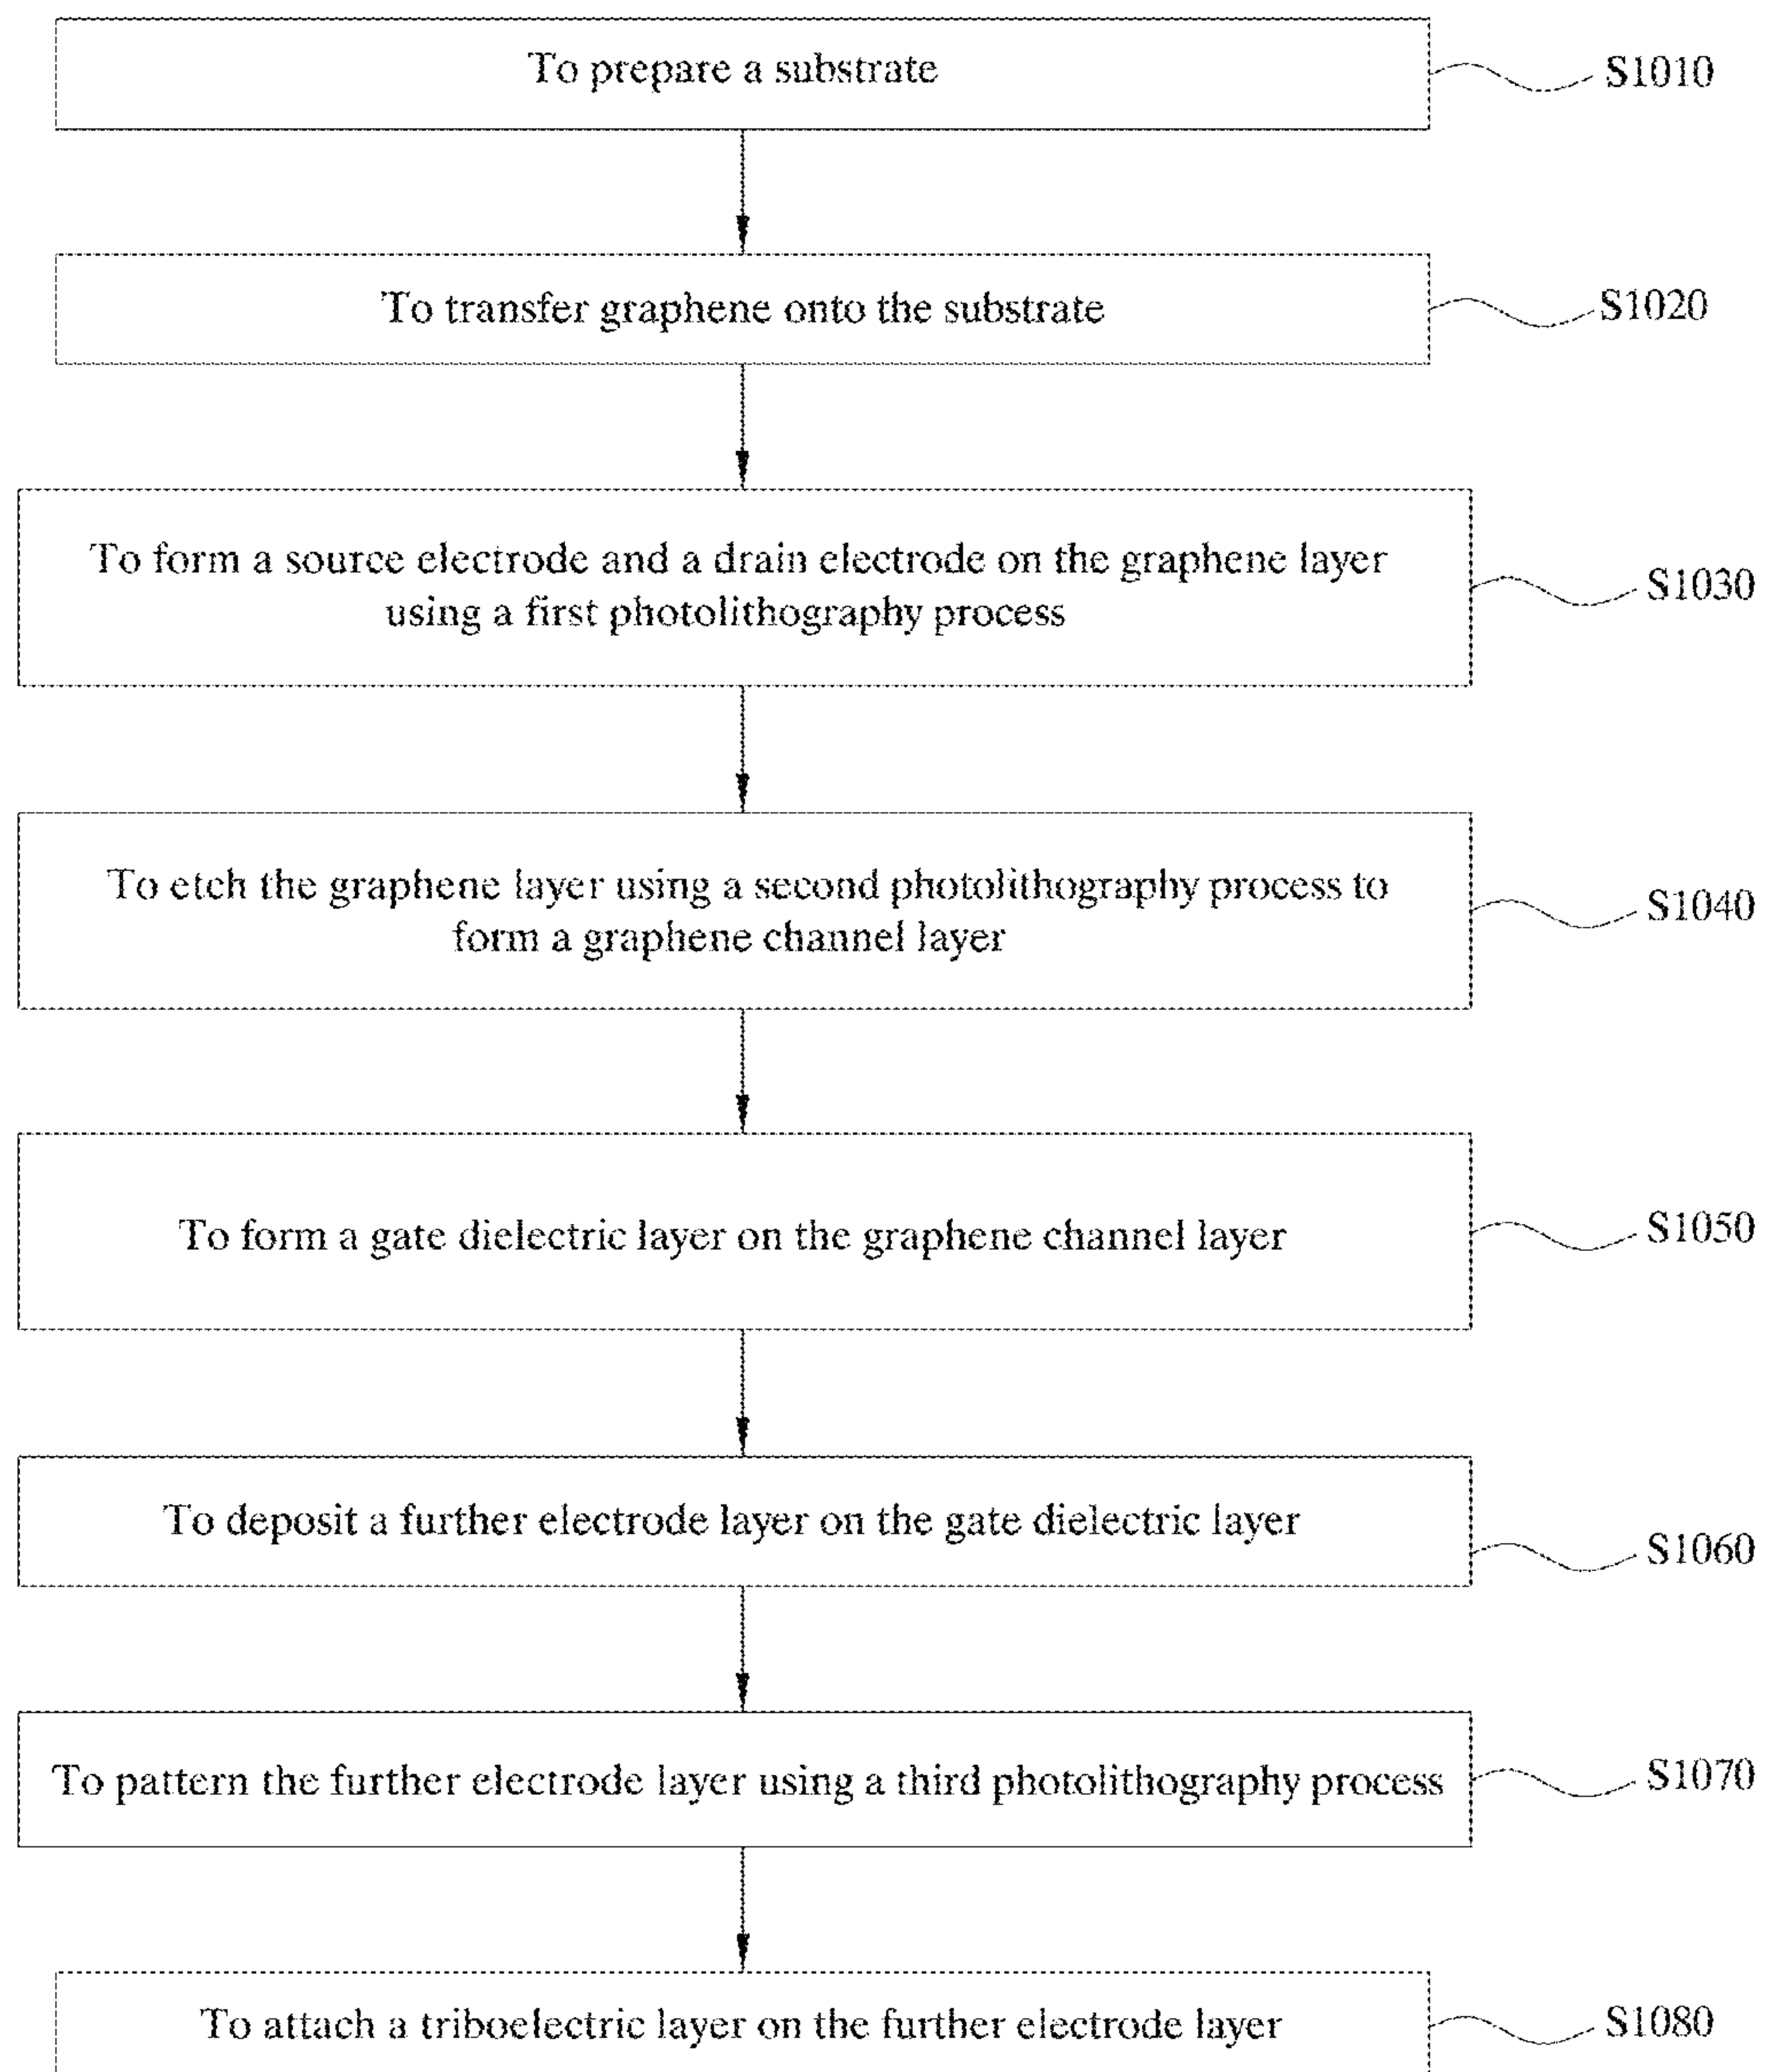 To prepare a substrate
S1010
To transfer graphene onto the substrate
S1020
To form a source electrode and a drain electrode on the graphene layer
using a first photolithography process
S1030
To etch the graphene layer using a second photolithography process to
form a graphene channel layer
S1040
To form a gate dielectric layer on the graphene channel layer
S1050
To deposit a further electrode layer on the gate dielectric layer
S1060
To pattern the further electrode layer using a third photolithography process
S1070
To attach a triboelectric layer on the further electrode layer
S1080